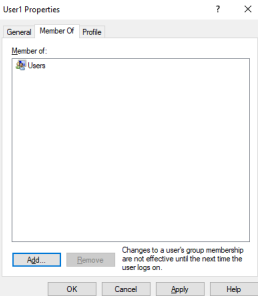 User1 Properties
General Member Of Profile
Member of:
Users
Add... Remove
Changes to a user's group membership
are not effective until the next time the
user logs on.
OK Cancel Apply Help